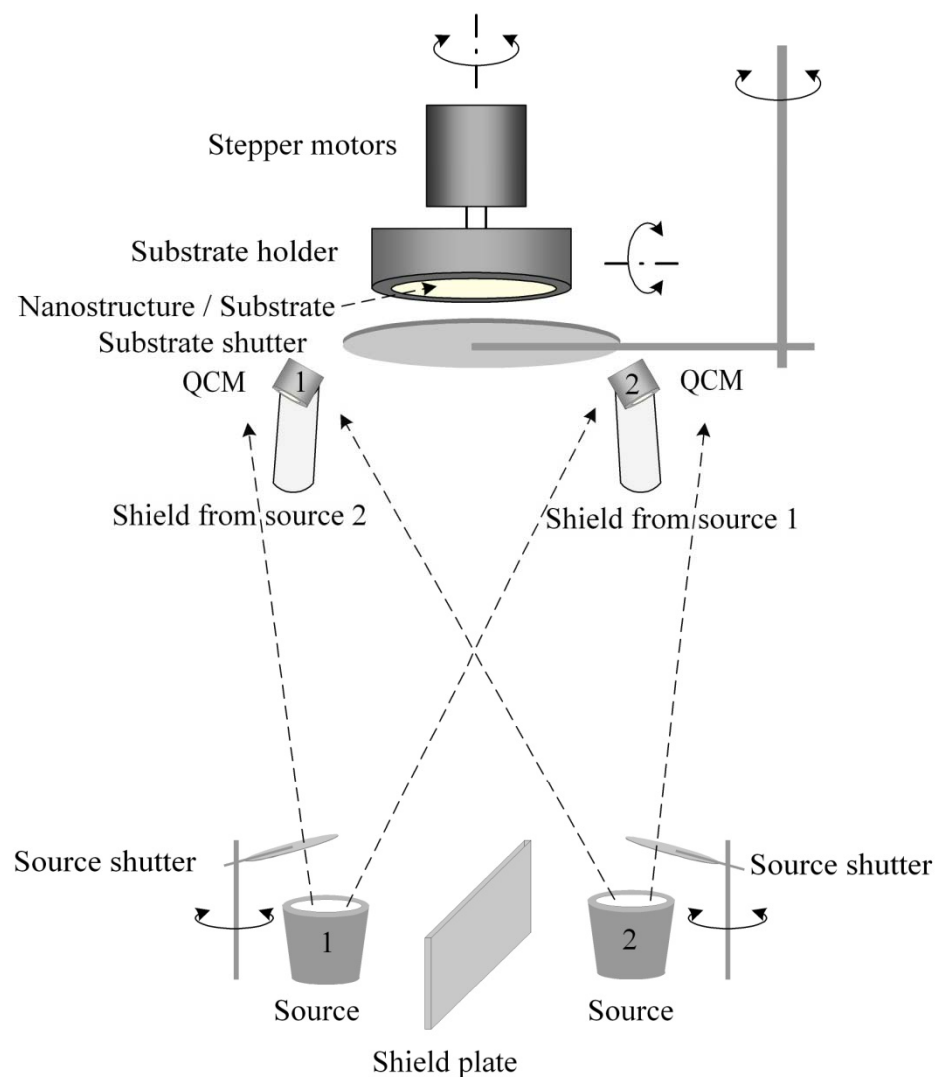 Stepper motors
Substrate holder
Nanostructure / Substrate
Substrate shutter
QCM
1
2
QCM
Shield from source 2
Shield from source 1
Source shutter
Source shutter
1
2
Source
Source
Shield plate